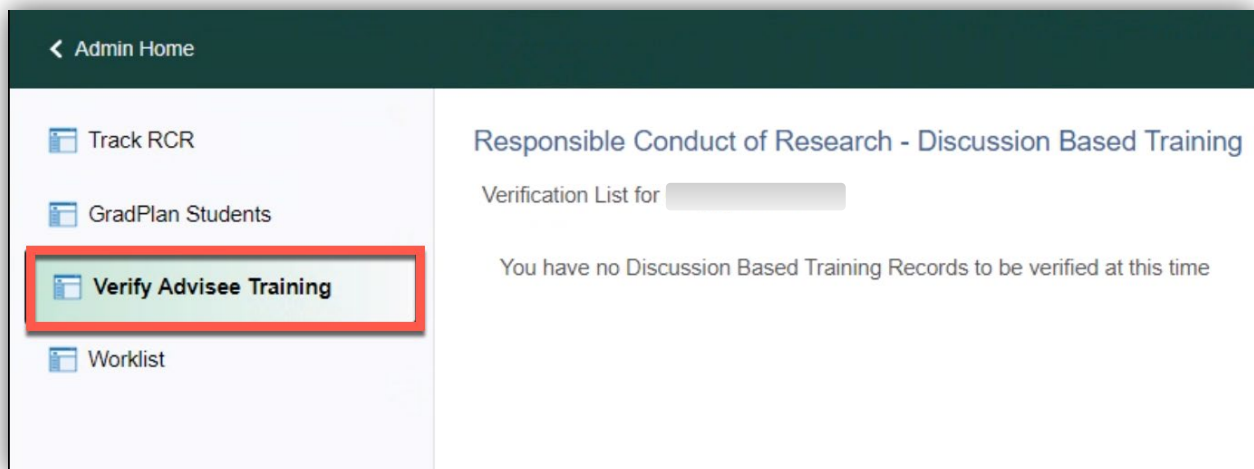 Admin Home
Track RCR
GradPlan Students
Verify Advisee Training
Worklist
Responsible Conduct of Research - Discussion Based Training
Verification List for
You have no Discussion Based Training Records to be verified at this time